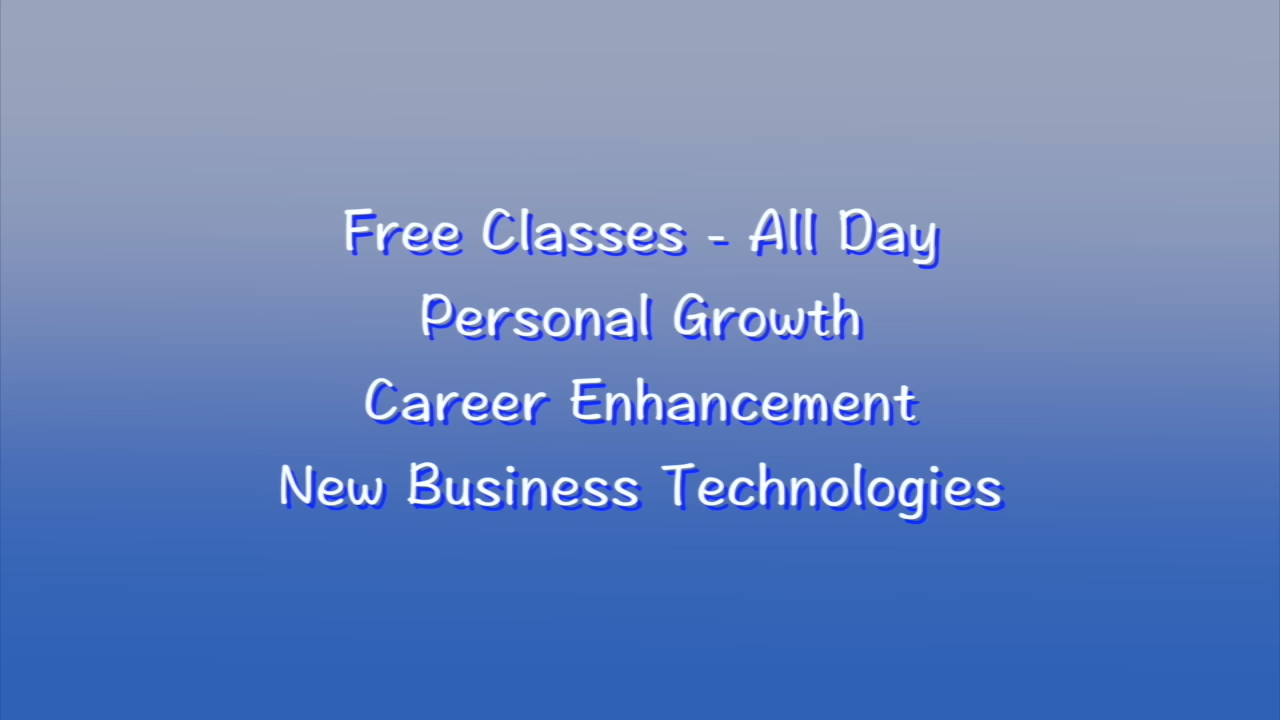 Free Classes - All Day
Personal Growth
Career Enhancement
New Business Technologies